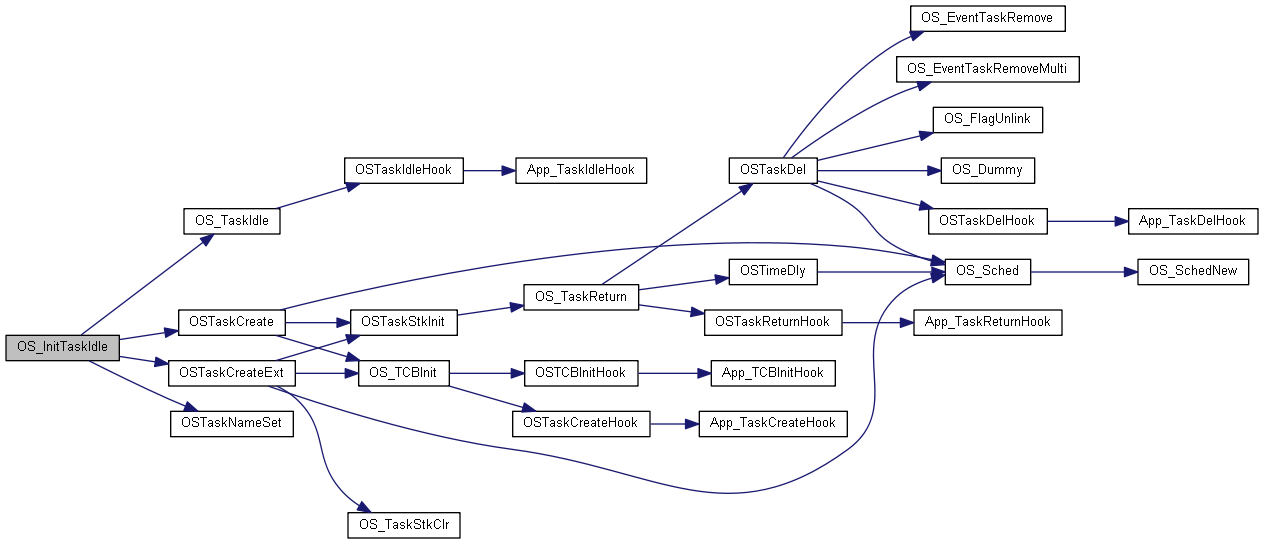 OS_EventTaskRemove
OS_EventTaskRemoveMulti
OS_FlagUnlink
OSTaskIdleHook
App_TaskIdleHook
OSTaskDel
OS_Dummy
OS_TaskIdle
OSTaskDelHook
App_TaskDelHook
OSTimeDly
OS_Sched
OS_SchedNew
OS_TaskReturn
OSTaskCreate
OSTaskStkInit
OSTaskReturnHook
App_TaskReturnHook
OS_InitTaskIdle
OSTaskCreateExt
OS_TCBInit
OSTCBInitHook
App_TCBInitHook
OSTaskNameSet
OSTaskCreateHook
App_TaskCreateHook
OS_TaskStkClr